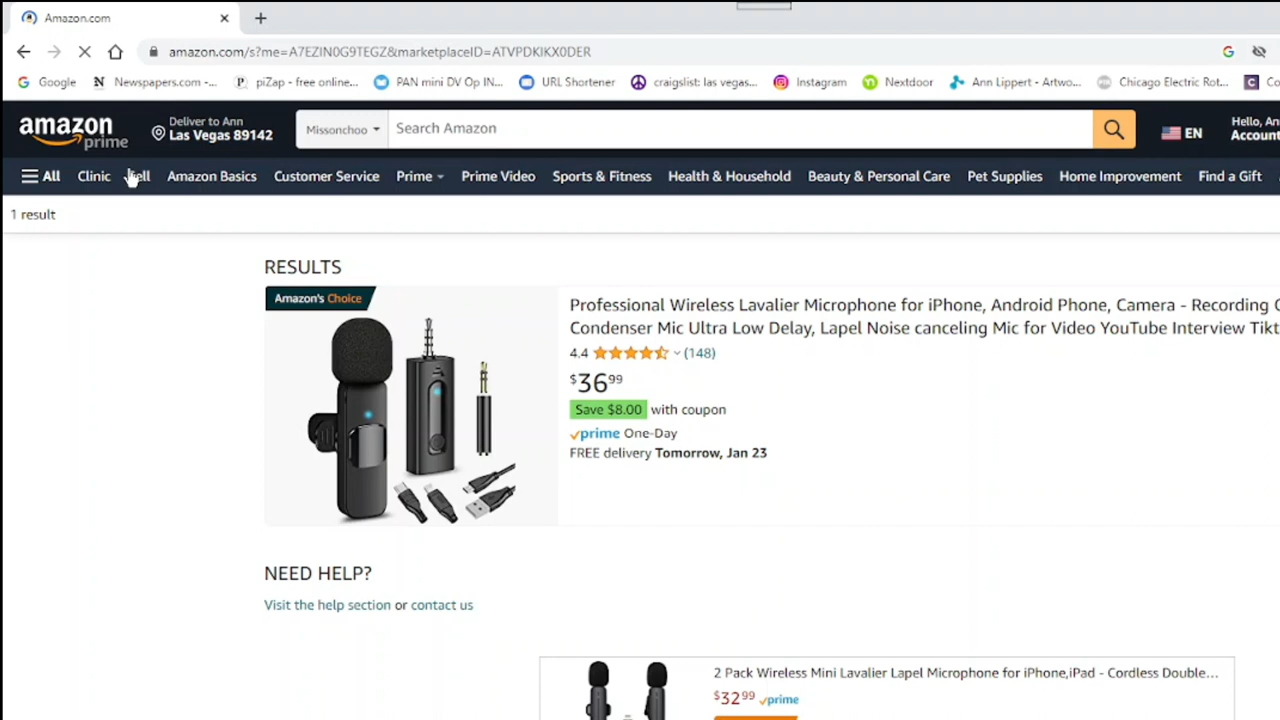 Amazon.com
amazon.com/s?me=A7EZIN0G9TEGZ&marketplaceID=ATVPDKIKX0DER
Google Newspapers.com -... piZap - free online... PAN mini DV Op IN... URL Shortener craigslist: las vegas... Instagram Nextdoor Ann Lippert - Artwo... Chicago Electric Rot...
amazon prime
Deliver to Ann
Las Vegas 89142
Missonchoo
Search Amazon
EN
Hello, An
Account
All Clinic Sell Amazon Basics Customer Service Prime Prime Video Sports & Fitness Health & Household Beauty & Personal Care Pet Supplies Home Improvement Find a Gift
1 result
RESULTS
Amazon's Choice
Professional Wireless Lavalier Microphone for iPhone, Android Phone, Camera - Recording
Condenser Mic Ultra Low Delay, Lapel Noise canceling Mic for Video YouTube Interview Tikt
4.4 (148)
$36 99
Save $8.00 with coupon
prime One-Day
FREE delivery Tomorrow, Jan 23
NEED HELP?
Visit the help section or contact us
2 Pack Wireless Mini Lavalier Lapel Microphone for iPhone,iPad - Cordless Double...
$32 99 prime